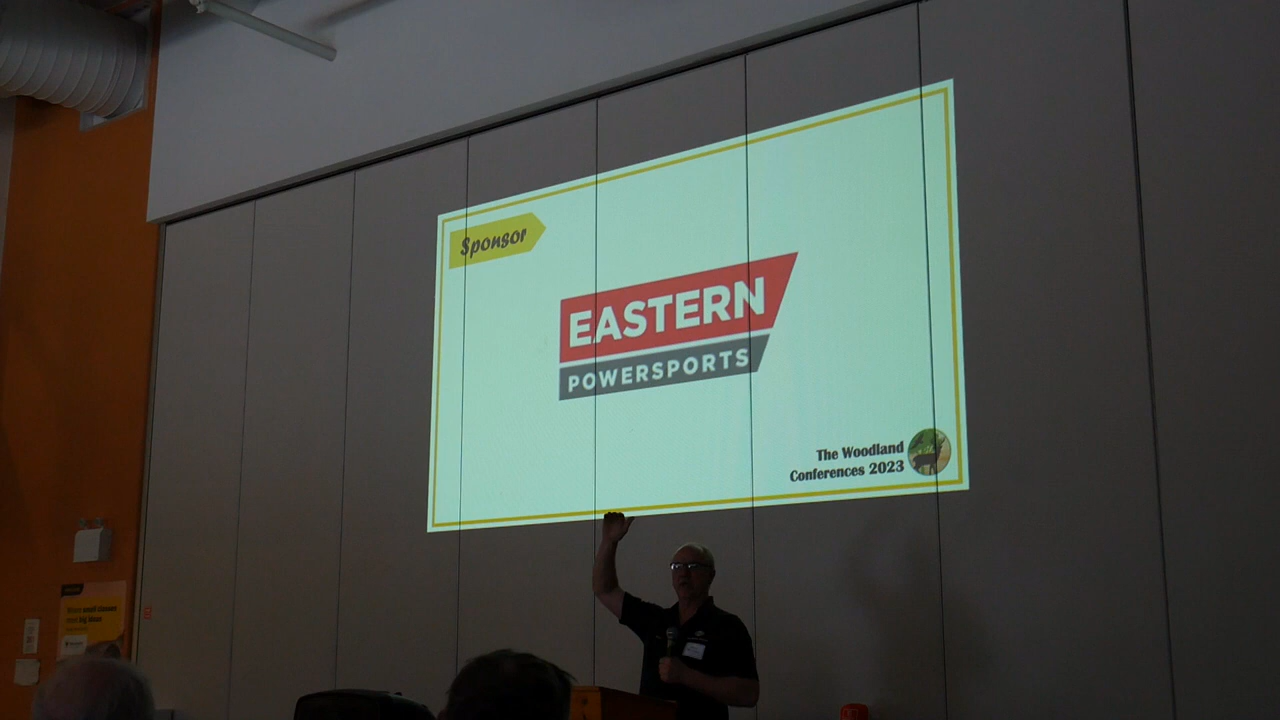 Sponsor
EASTERN
POWERSPORTS
The Woodland
Conferences 2023